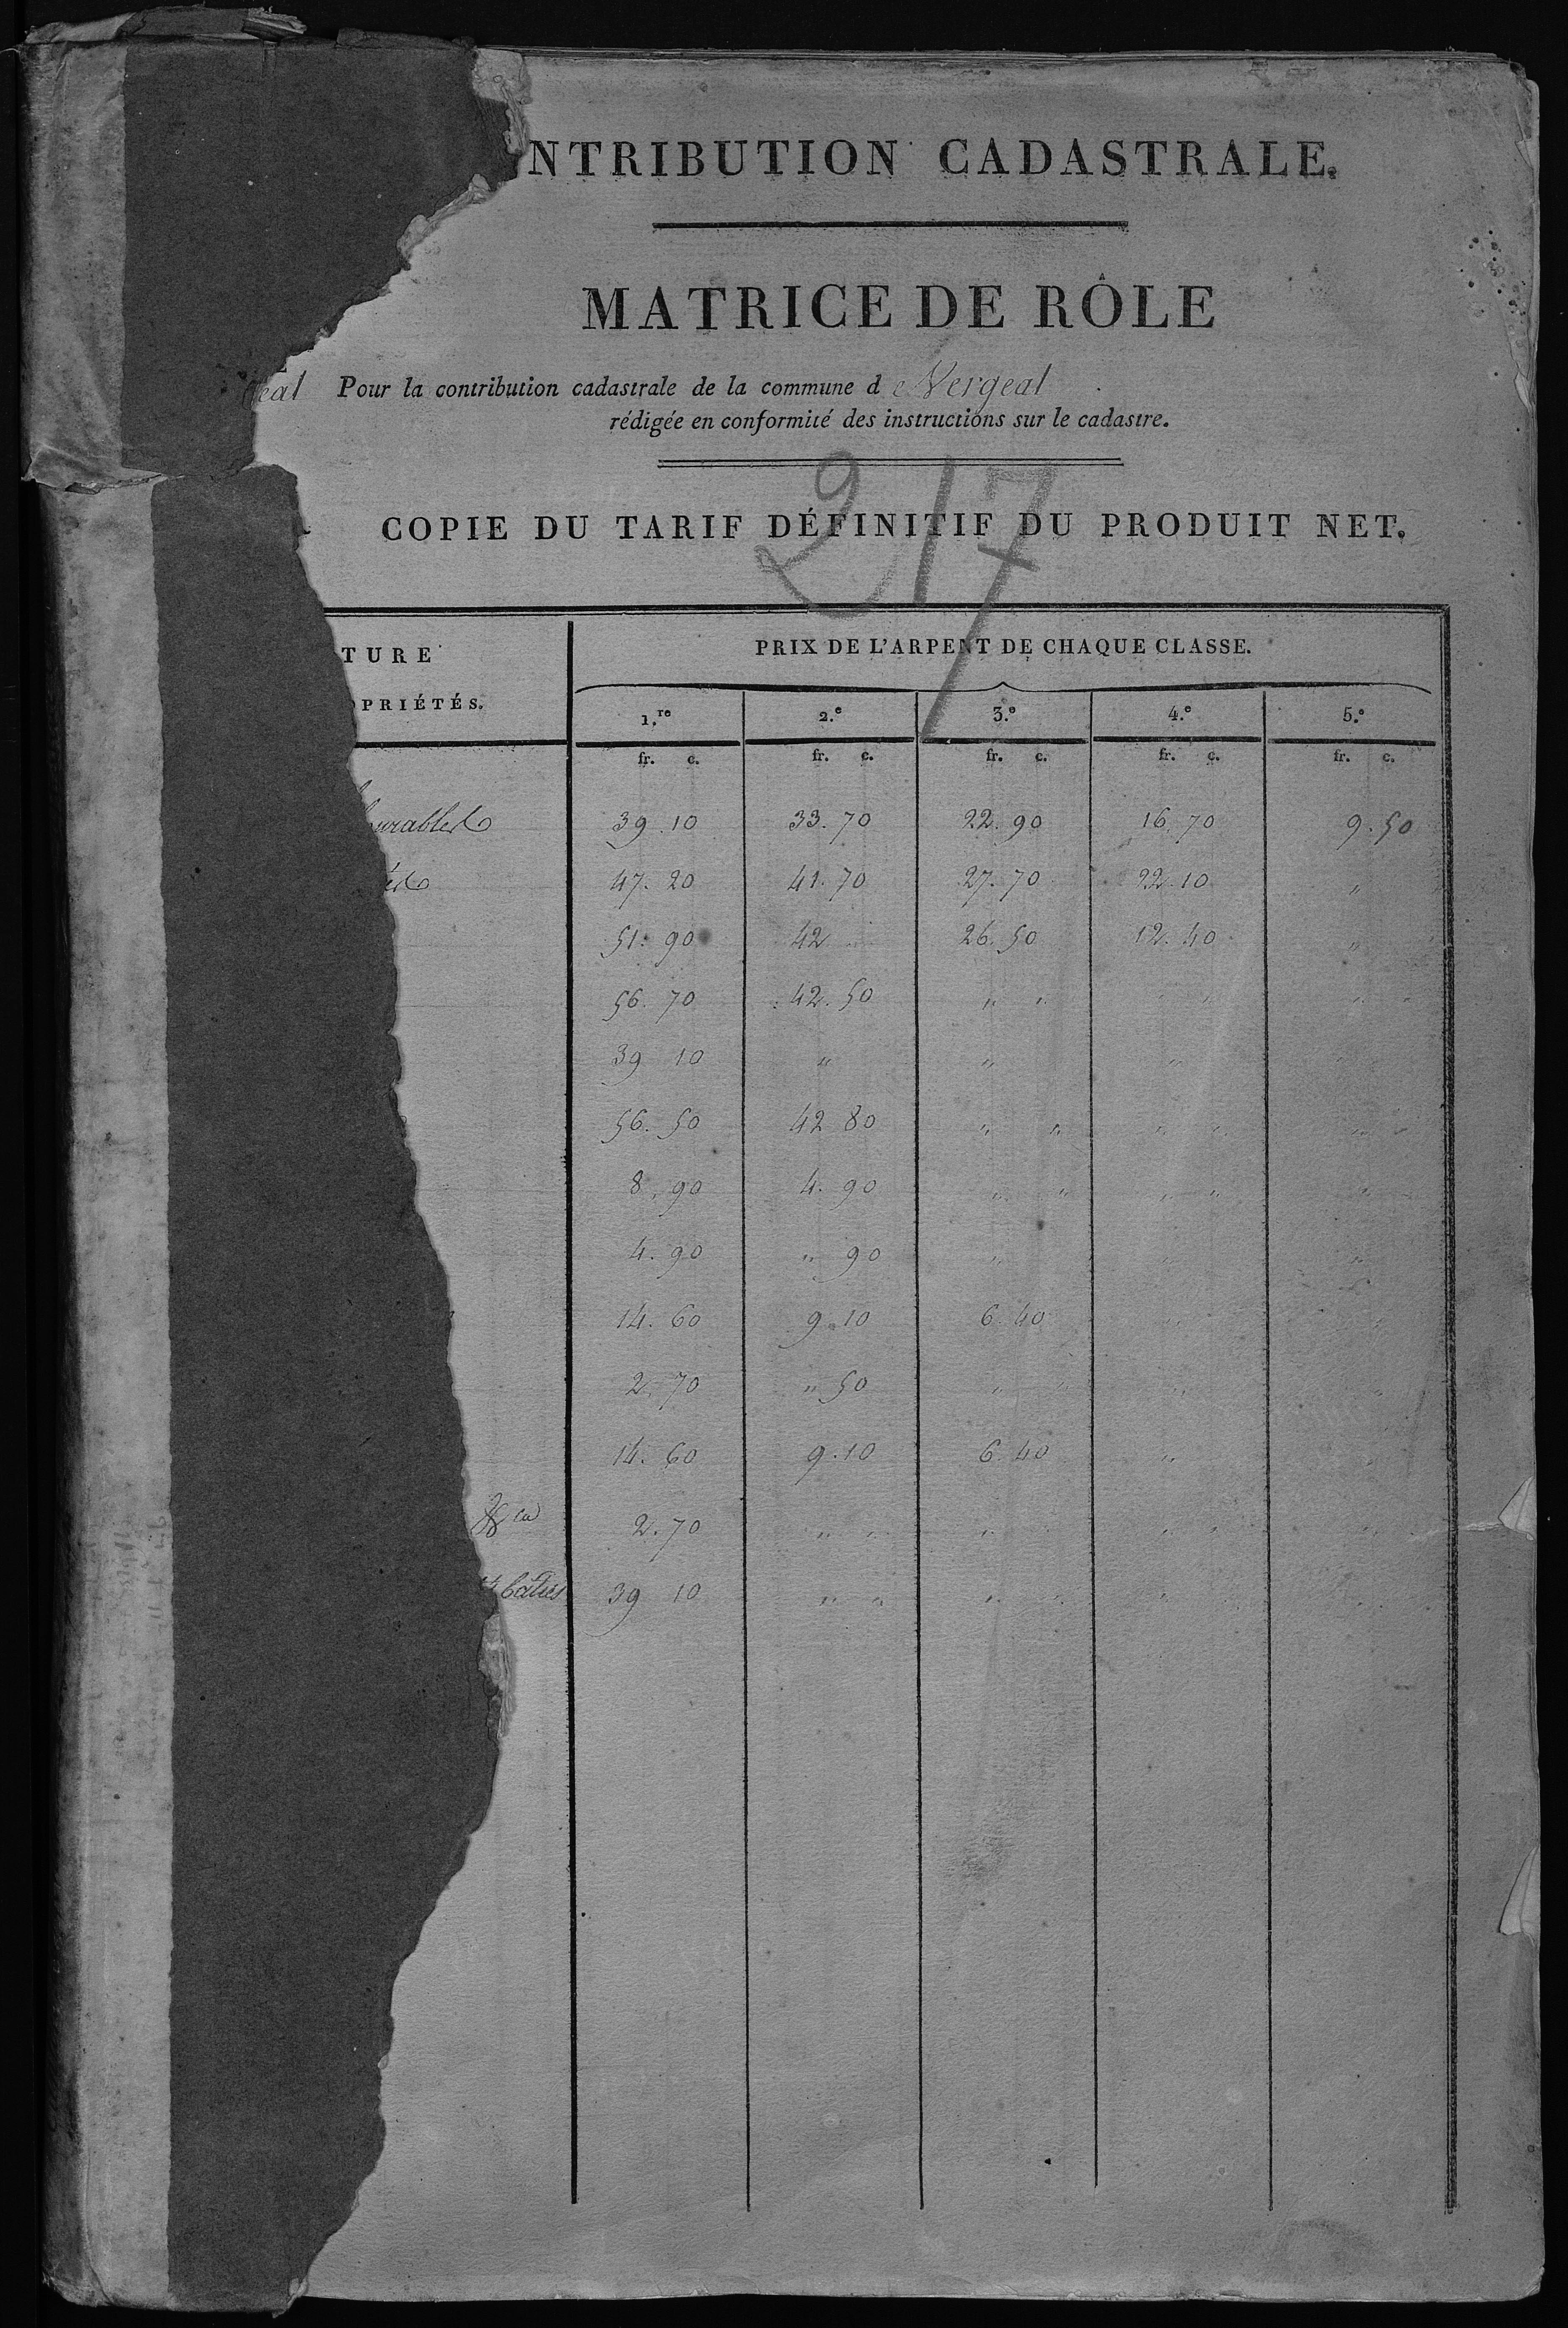 NTRIBUTION CADASTRALE.
MATRICE DE RÔLE
eal Pour la contribution cadastrale de la commune d e Vergeal
rédigée en conformité des instructions sur le cadastre.
217
COPIE DU TARIF DÉFINITIF DU PRODUIT NET.
TURE
OPRIÉTÉS.
PRIX DE L'ARPENT DE CHAQUE CLASSE.
1.re 2.e 3.e 4.e 5.e
fr. c. fr. c. fr. c. fr. c. fr. c.
ourables 39.10 33.70 22.90 16.70 9.50
47.20 41.70 27.70 22.10 "
51.90 42 26.50 12.40 "
56.70 42.50 " " " " " "
39 10 " " "
56.50 42 80 " " " " " "
8.90 4.90 " " " " "
4.90 " 90 " " "
14.60 9.10 6.40 " "
2.70 " 50 " " "
14.60 9.10 6.40 " "
2.70 " " " " " "
bâties 39 10 " " " " "